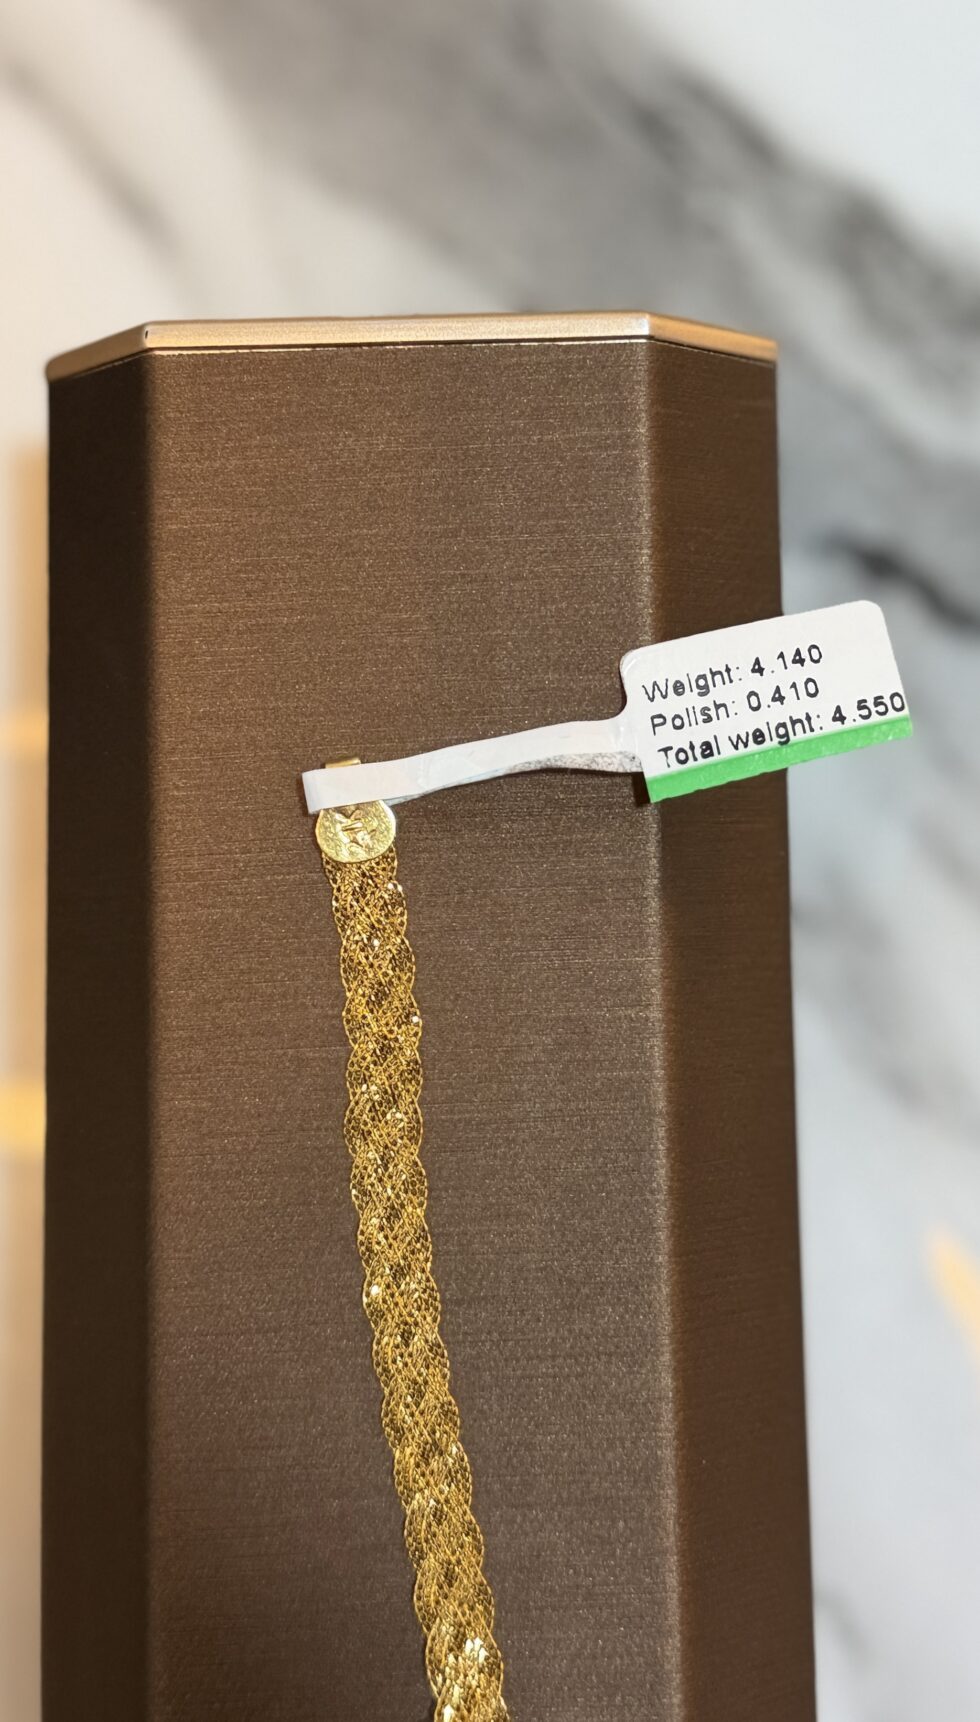 Weight: 4.140
Polish: 0.410
Total weight: 4.550